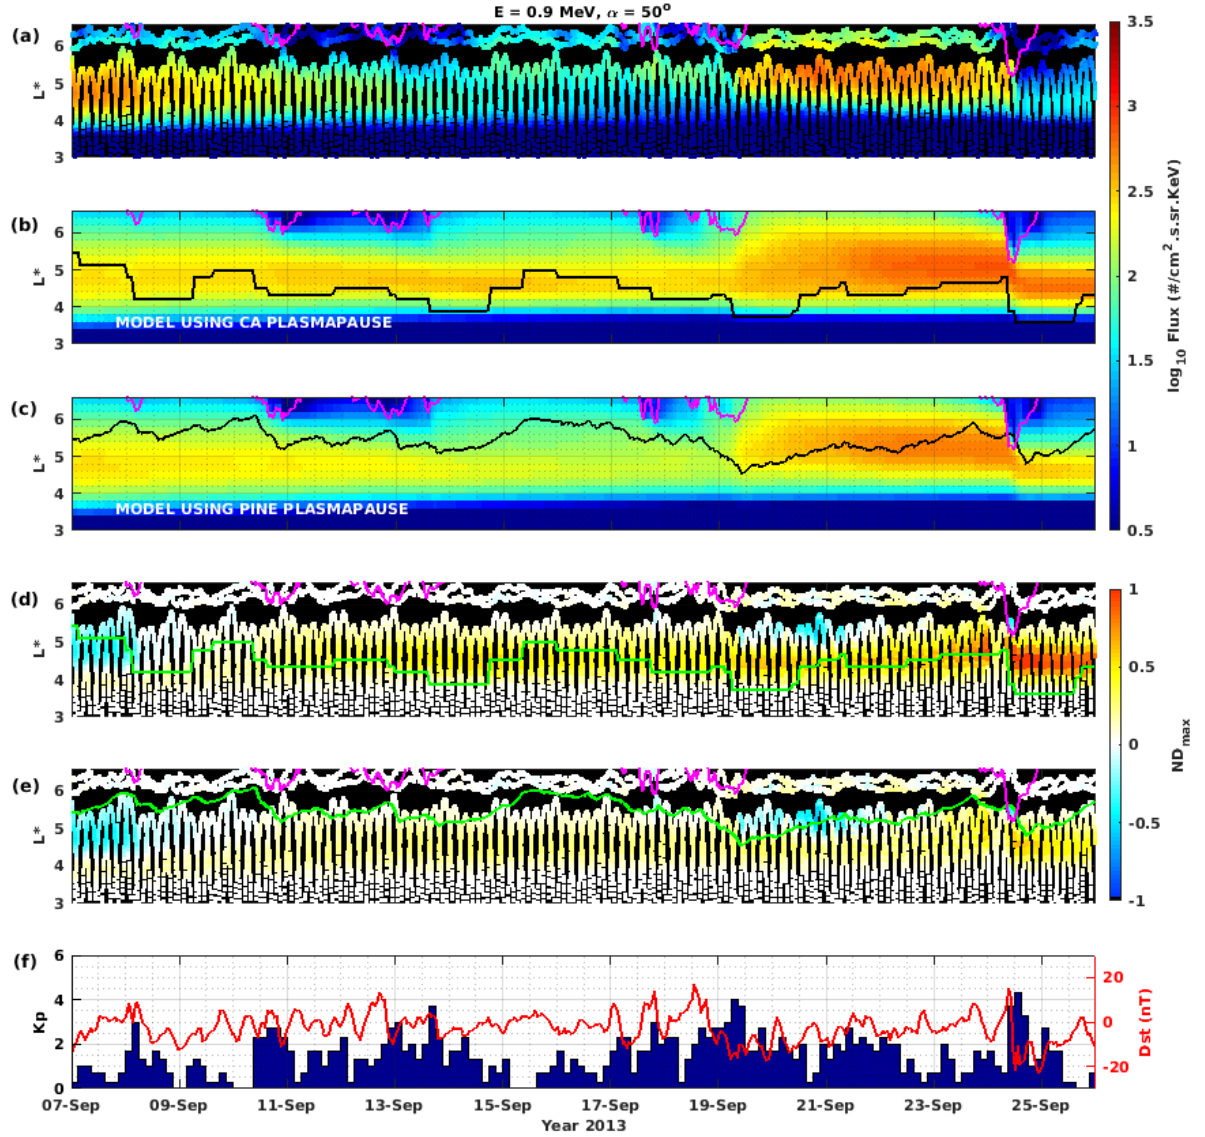 E = 0.9 MeV, α = 50°
(a)
6
5
4
3
L*
(b)
6
5
4
3
L*
MODEL USING CA PLASMAPAUSE
(c)
6
5
4
3
L*
MODEL USING PINE PLASMAPAUSE
3.5
3
2.5
2
1.5
1
0.5
log10 Flux (#/cm2.s.sr.KeV)
(d)
6
5
4
3
L*
(e)
6
5
4
3
L*
1
0.5
0
-0.5
-1
NDmax
(f)
6
4
2
0
Kp
20
0
-20
Dst (nT)
07-Sep 09-Sep 11-Sep 13-Sep 15-Sep 17-Sep 19-Sep 21-Sep 23-Sep 25-Sep
Year 2013